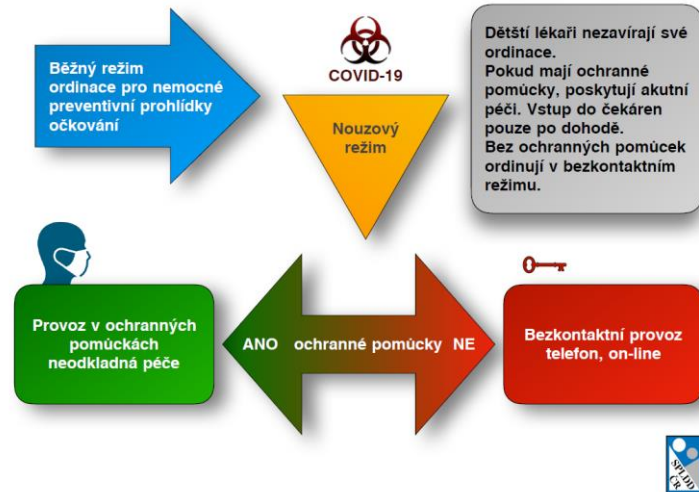 Běžný režim
ordinace pro nemocné
preventivní prohlídky
očkování
COVID-19
Nouzový
režim
Dětští lékaři nezavírají své
ordinace.
Pokud mají ochranné
pomůcky, poskytují akutní
péči. Vstup do čekáren
pouze po dohodě.
Bez ochranných pomůcek
ordinují v bezkontaktním
režimu.
Provoz v ochranných
pomůckách
neodkladná péče
ANO ochranné pomůcky NE
Bezkontaktní provoz
telefon, on-line
SPLDD
ČR